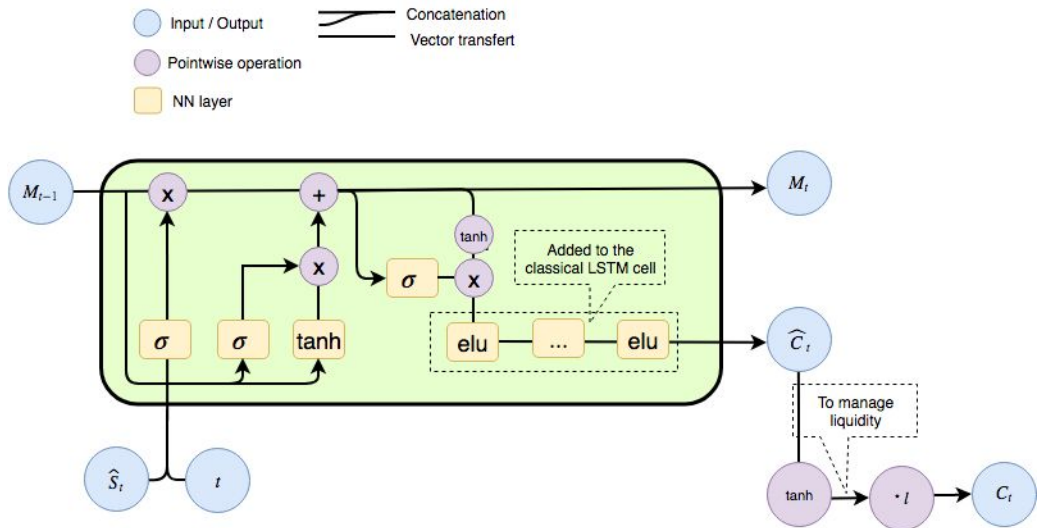 Input / Output
Concatenation
Vector transfert
Pointwise operation
NN layer
M_{t-1}
x
+
M_t
tanh
Added to the
classical LSTM cell
x
σ
x
σ
σ
tanh
elu
...
elu
Ĉ_t
To manage
liquidity
Ŝ_t
t
tanh
· l
C_t